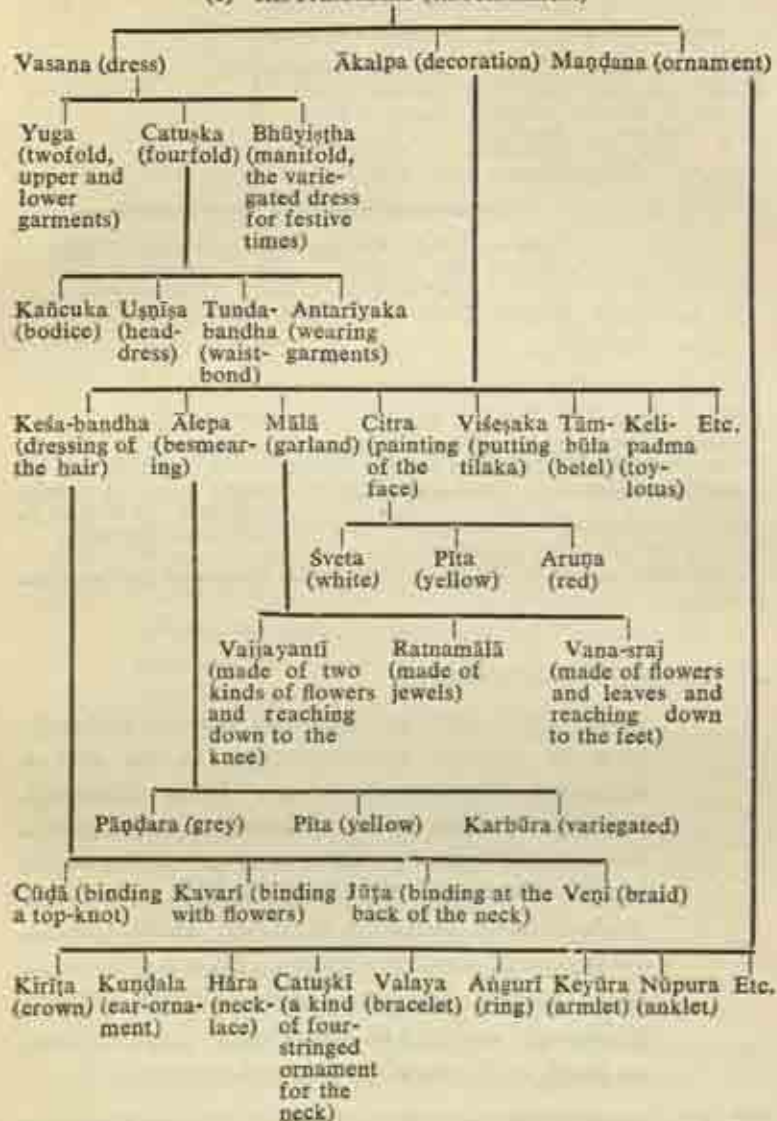 Vasana (dress) Ākalpa (decoration) Maṇḍana (ornament)
Yuga (twofold, upper and lower garments)
Catuṣka (fourfold)
Bhūyiṣṭha (manifold, the varie-gated dress for festive times)
Kañcuka (bodice)
Uṣṇīṣa (head-dress)
Tunda-bandha (waist-bond)
Antarīyaka (wearing garments)
Keśa-bandha (dressing of the hair)
Ālepa (besmear-ing)
Mālā (garland)
Citra (painting of the face)
Viśeṣaka (putting tilaka)
Tām-būla (betel)
Keli-padma (toy-lotus)
Etc.
Śveta (white)
Pīta (yellow)
Aruṇa (red)
Vaijayantī (made of two kinds of flowers and reaching down to the knee)
Ratnamālā (made of jewels)
Vana-sraj (made of flowers and leaves and reaching down to the feet)
Pāṇḍara (grey) Pīta (yellow) Karbūra (variegated)
Cūḍā (binding a top-knot)
Kavarī (binding with flowers)
Jūṭa (binding at the back of the neck)
Veṇī (braid)
Kirīṭa (crown)
Kuṇḍala (ear-orna-ment)
Hāra (neck-lace)
Catuṣkī (a kind of four-stringed ornament for the neck)
Valaya (bracelet)
Aṅgurī (ring)
Keyūra (armlet)
Nūpura (anklet)
Etc.